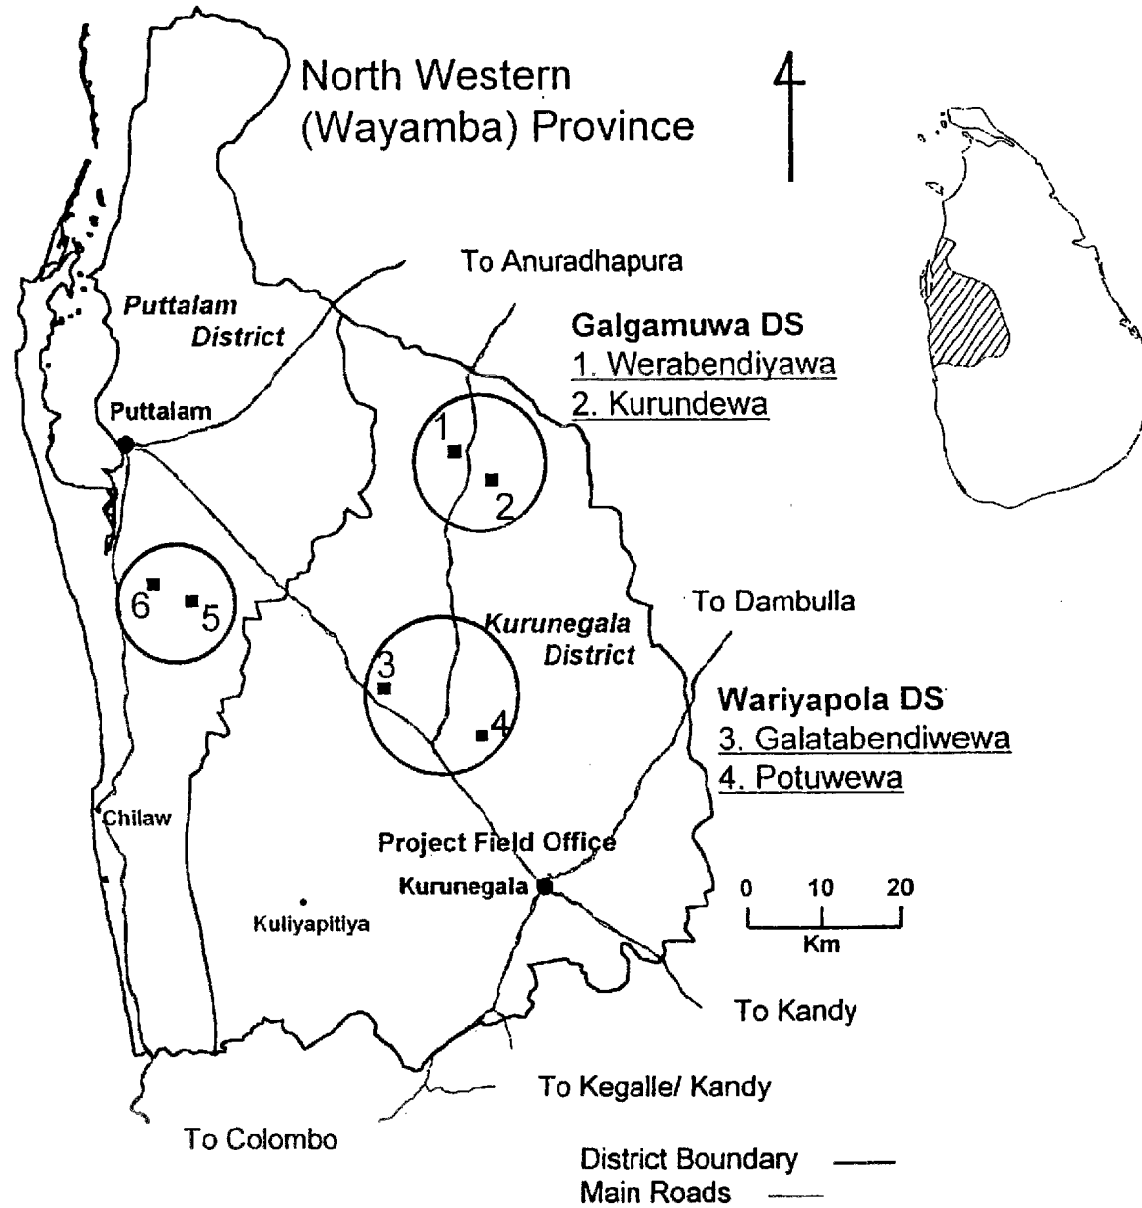 North Western
(Wayamba) Province
To Anuradhapura
Puttalam
District
Galgamuwa DS
1. Werabendiyawa
2. Kurundewa
Puttalam
1
2
6
5
To Dambulla
Kurunegala
District
3
4
Wariyapola DS
3. Galatabendiwewa
4. Potuwewa
Chilaw
Project Field Office
Kurunegala
Kuliyapitiya
0 10 20
Km
To Kandy
To Kegalle/ Kandy
To Colombo
District Boundary
Main Roads